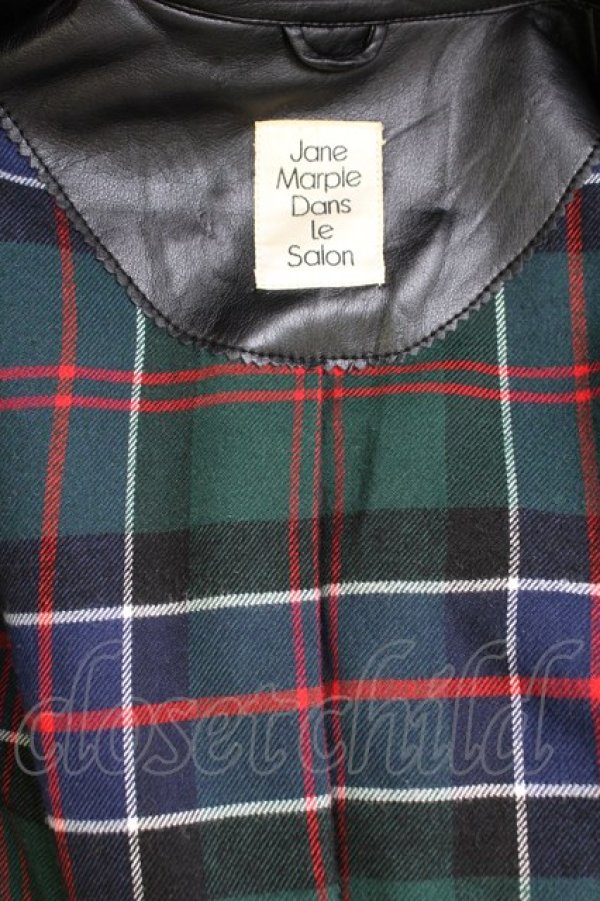 Jane
Marple
Dans
Le
Salon
closet child